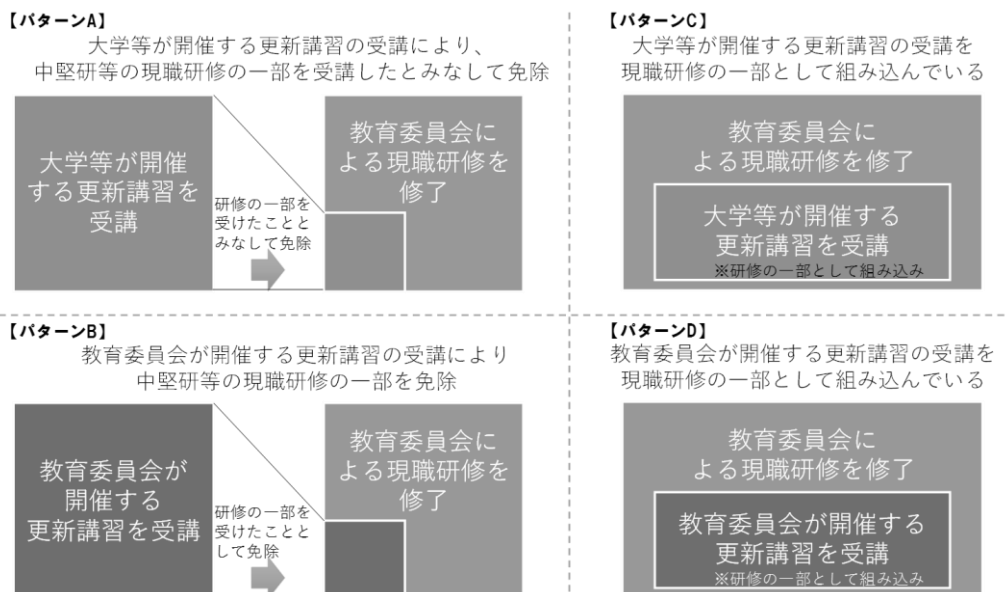 【パターンA】
大学等が開催する更新講習の受講により、
中堅研等の現職研修の一部を受講したとみなして免除
大学等が開催
する更新講習を
受講
研修の一部を
受けたことと
みなして免除
教育委員会に
よる現職研修を
修了
【パターンC】
大学等が開催する更新講習の受講を
現職研修の一部として組み込んでいる
教育委員会に
よる現職研修を修了
大学等が開催する
更新講習を受講
※研修の一部として組み込み
【パターンB】
教育委員会が開催する更新講習の受講により
中堅研等の現職研修の一部を免除
教育委員会が
開催する
更新講習を受講
研修の一部を
受けたことと
して免除
教育委員会に
よる現職研修を
修了
【パターンD】
教育委員会が開催する更新講習の受講を
現職研修の一部として組み込んでいる
教育委員会に
よる現職研修を修了
教育委員会が開催する
更新講習を受講
※研修の一部として組み込み